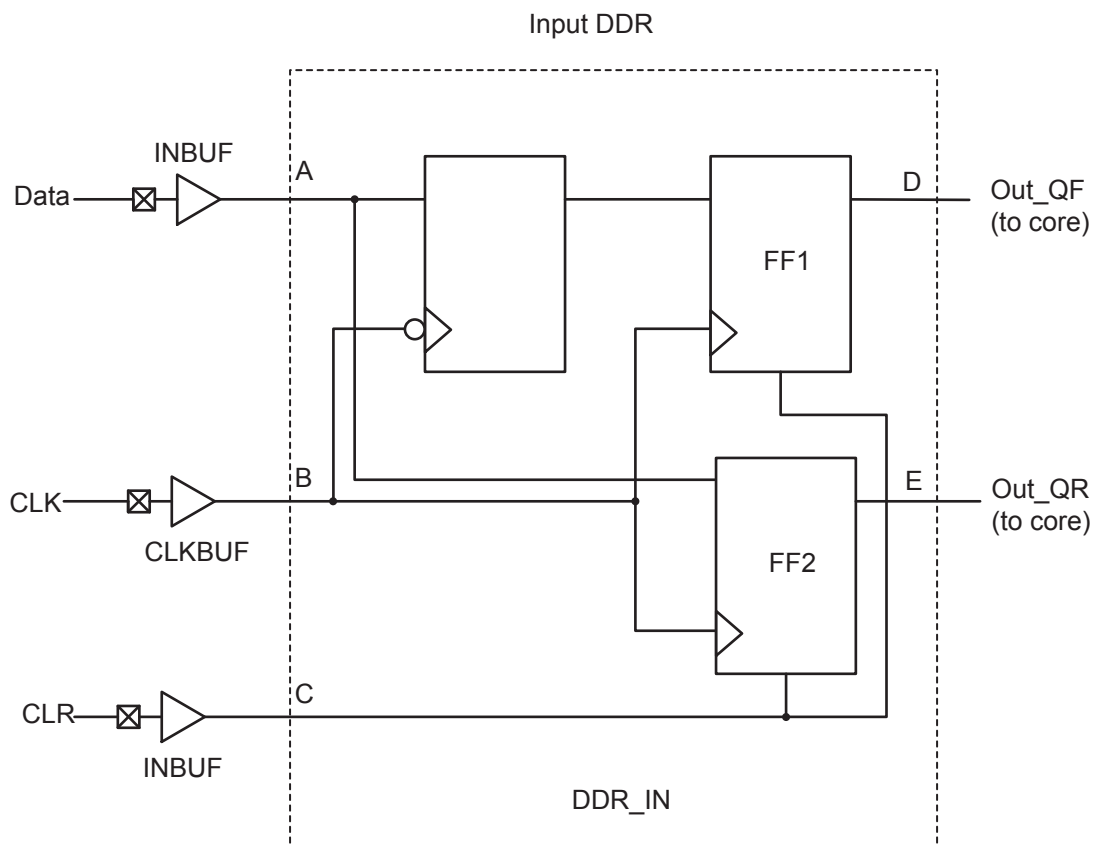 Input DDR
INBUF
A
Data
D
Out_QF
(to core)
FF1
B
CLK
CLKBUF
E
Out_QR
(to core)
FF2
C
CLR
INBUF
DDR_IN